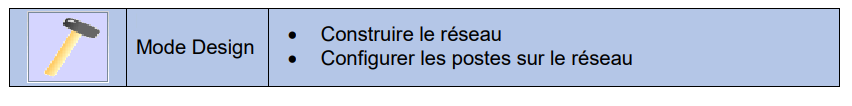 Mode Design
• Construire le réseau
• Configurer les postes sur le réseau